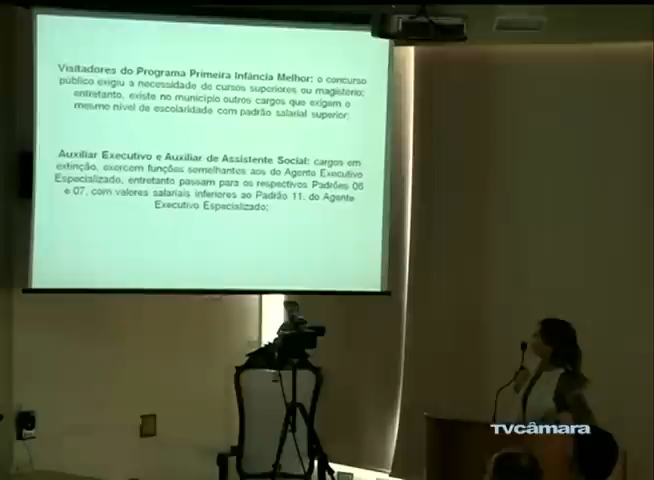 Visitadores do Programa Primeira Infância Melhor: o concurso
público exigiu a necessidade de cursos superiores ou magistério;
entretanto, existe no município outros cargos que exigem o
mesmo nível de escolaridade com padrão salarial superior;
Auxiliar Executivo e Auxiliar de Assistente Social: cargos em
extinção, exercem funções semelhantes aos do Agente Executivo
Especializado, entretanto passam para os respectivos Padrões 06
e 07, com valores salariais inferiores ao Padrão 11, do Agente
Executivo Especializado;
TVcâmara